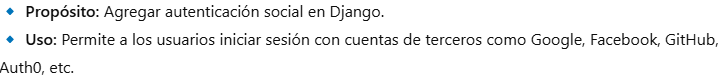 🔹 Propósito: Agregar autenticación social en Django.
🔹 Uso: Permite a los usuarios iniciar sesión con cuentas de terceros como Google, Facebook, GitHub,
Auth0, etc.